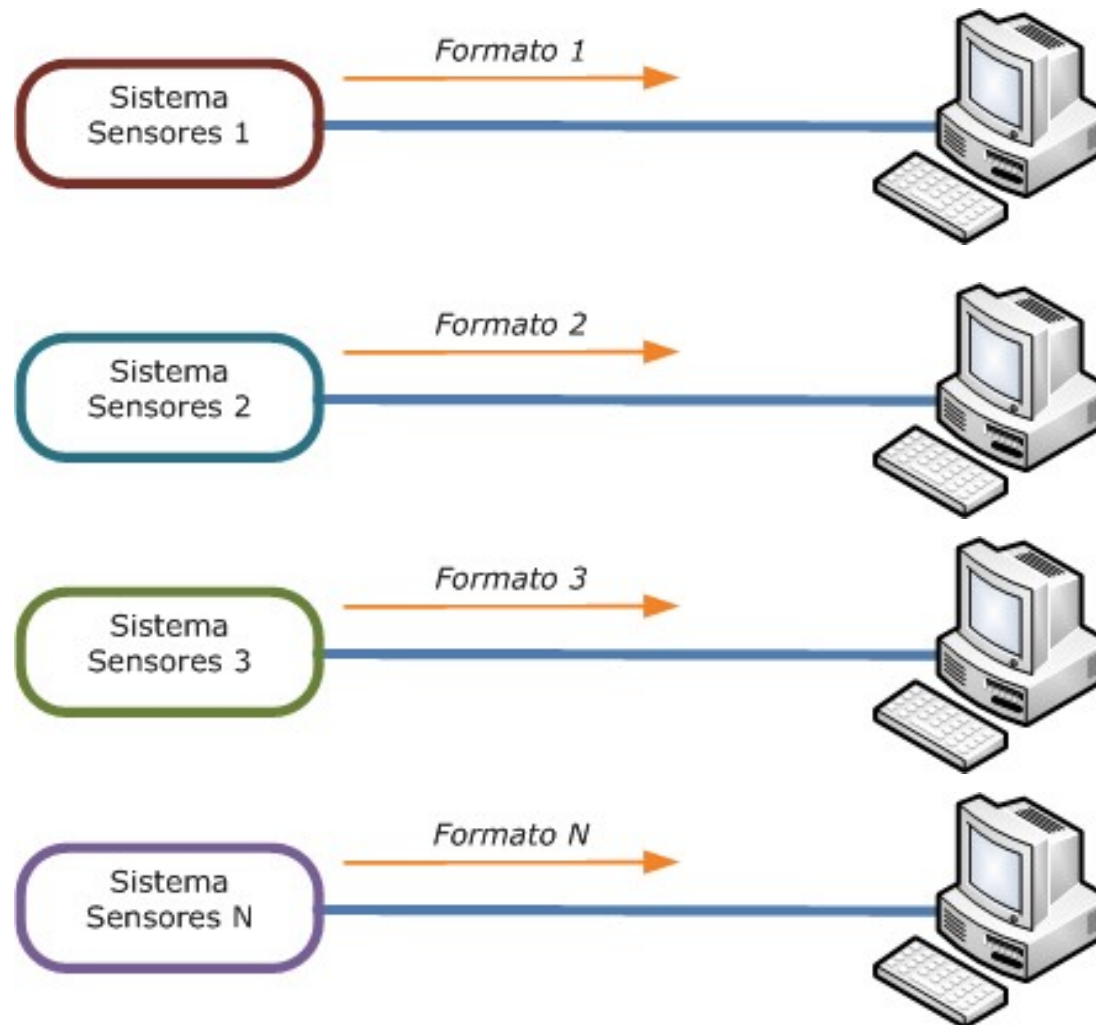 Formato 1
Sistema
Sensores 1
Formato 2
Sistema
Sensores 2
Formato 3
Sistema
Sensores 3
Formato N
Sistema
Sensores N